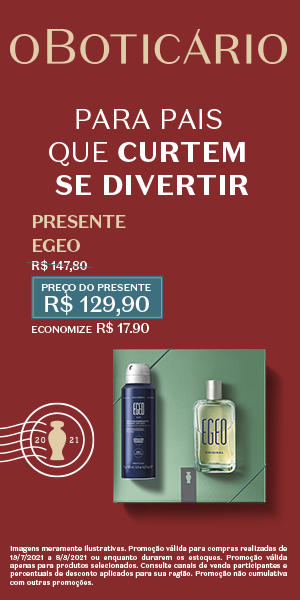 OBOTICÁRIO
PARA PAIS
QUE CURTEM
SE DIVERTIR
PRESENTE
EGEO
R$ 147,80
PREÇO DO PRESENTE
R$ 129,90
ECONOMIZE R$ 17.90
EGEO
EGEO
ORIGINAL
20 21
Imagens meramente ilustrativas. Promoção válida para compras realizadas de
19/7/2021 a 8/8/2021 ou enquanto durarem os estoques. Promoção válida
apenas para produtos selecionados. Consulte canais de venda participantes e
percentuais de desconto aplicados para sua região. Promoção não cumulativa
com outras promoções.